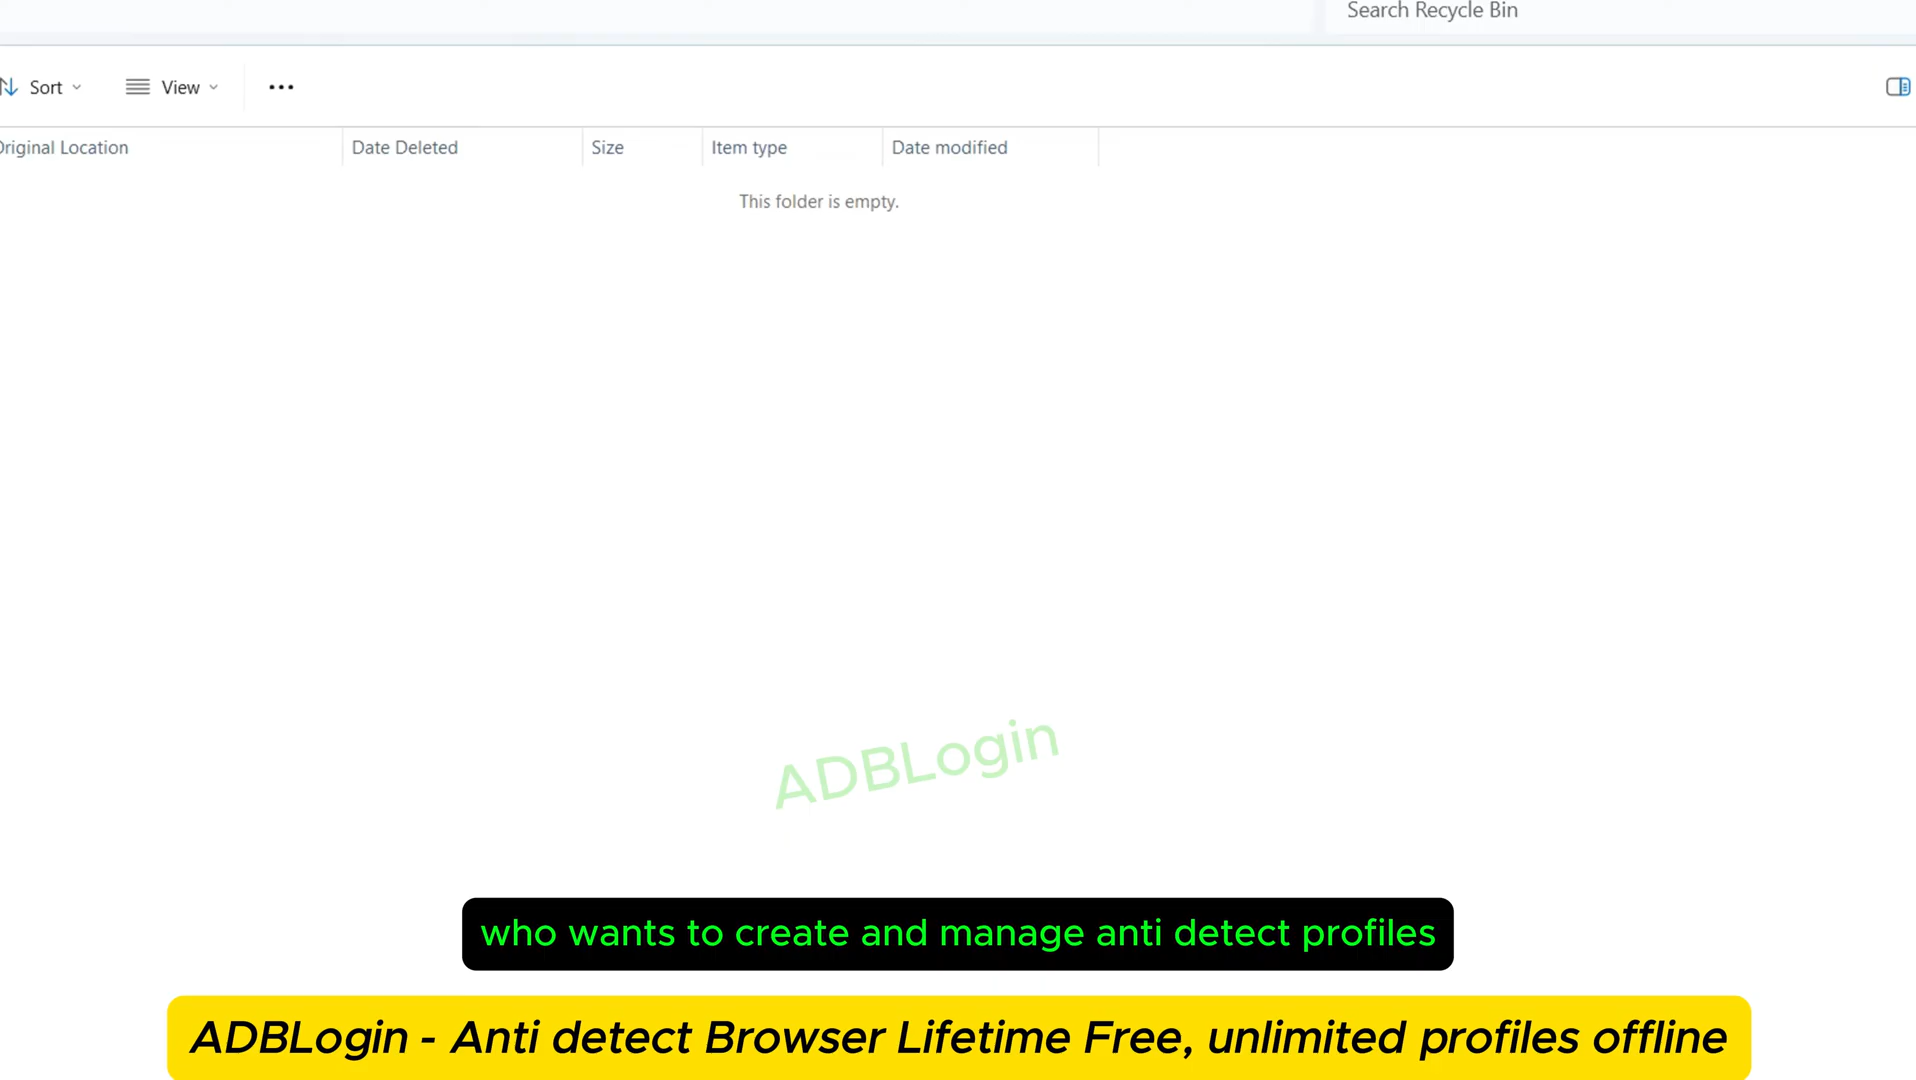 Search Recycle Bin
Sort View ...
Original Location Date Deleted Size Item type Date modified
This folder is empty.
ADBLogin
who wants to create and manage anti detect profiles
ADBLogin - Anti detect Browser Lifetime Free, unlimited profiles offline